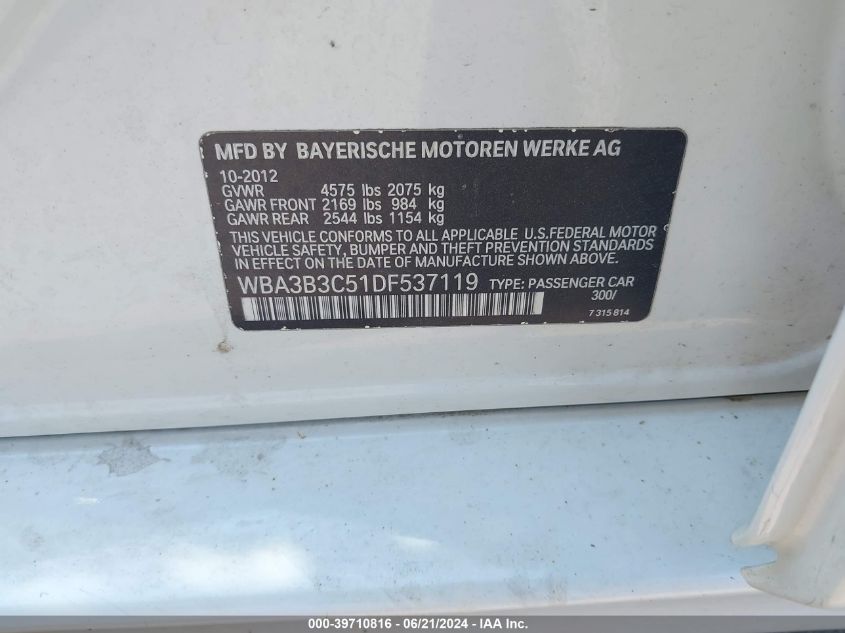 MFD BY BAYERISCHE MOTOREN WERKE AG
10-2012
GVWR 4575 lbs 2075 kg
GAWR FRONT 2169 lbs 984 kg
GAWR REAR 2544 lbs 1154 kg
THIS VEHICLE CONFORMS TO ALL APPLICABLE U.S.FEDERAL MOTOR
VEHICLE SAFETY, BUMPER AND THEFT PREVENTION STANDARDS
IN EFFECT ON THE DATE OF MANUFACTURE SHOWN ABOVE.
WBA3B3C51DF537119 TYPE: PASSENGER CAR
300/
7 315 814
000-39710816 - 06/21/2024 - IAA Inc.